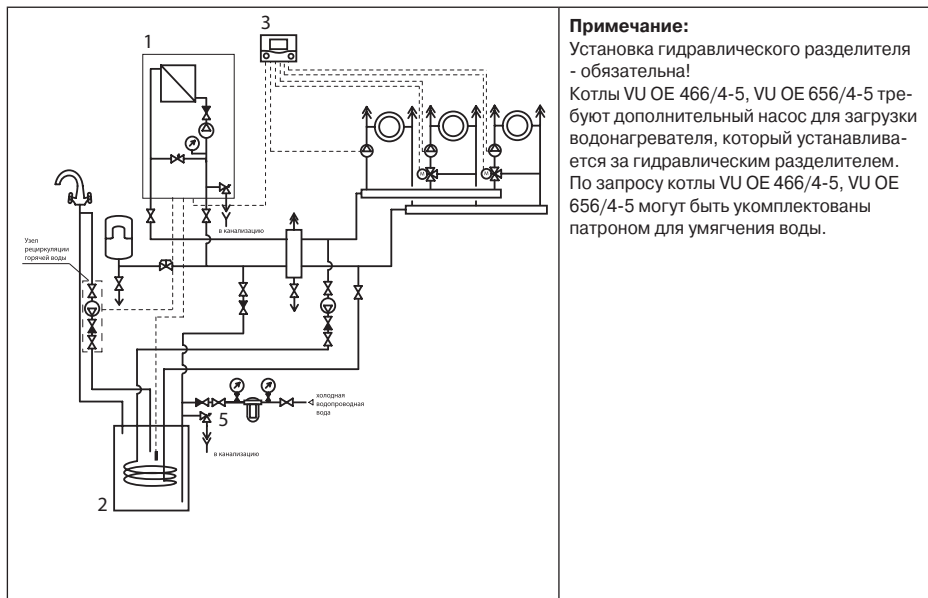 1
3
Узел
рециркуляции
горячей воды
в канализацию
M
M
холодная
водопроводная
вода
5
в канализацию
2
Примечание:
Установка гидравлического разделителя
- обязательна!
Котлы VU OE 466/4-5, VU OE 656/4-5 тре-
буют дополнительный насос для загрузки
водонагревателя, который устанавлива-
ется за гидравлическим разделителем.
По запросу котлы VU OE 466/4-5, VU OE
656/4-5 могут быть укомплектованы
патроном для умягчения воды.